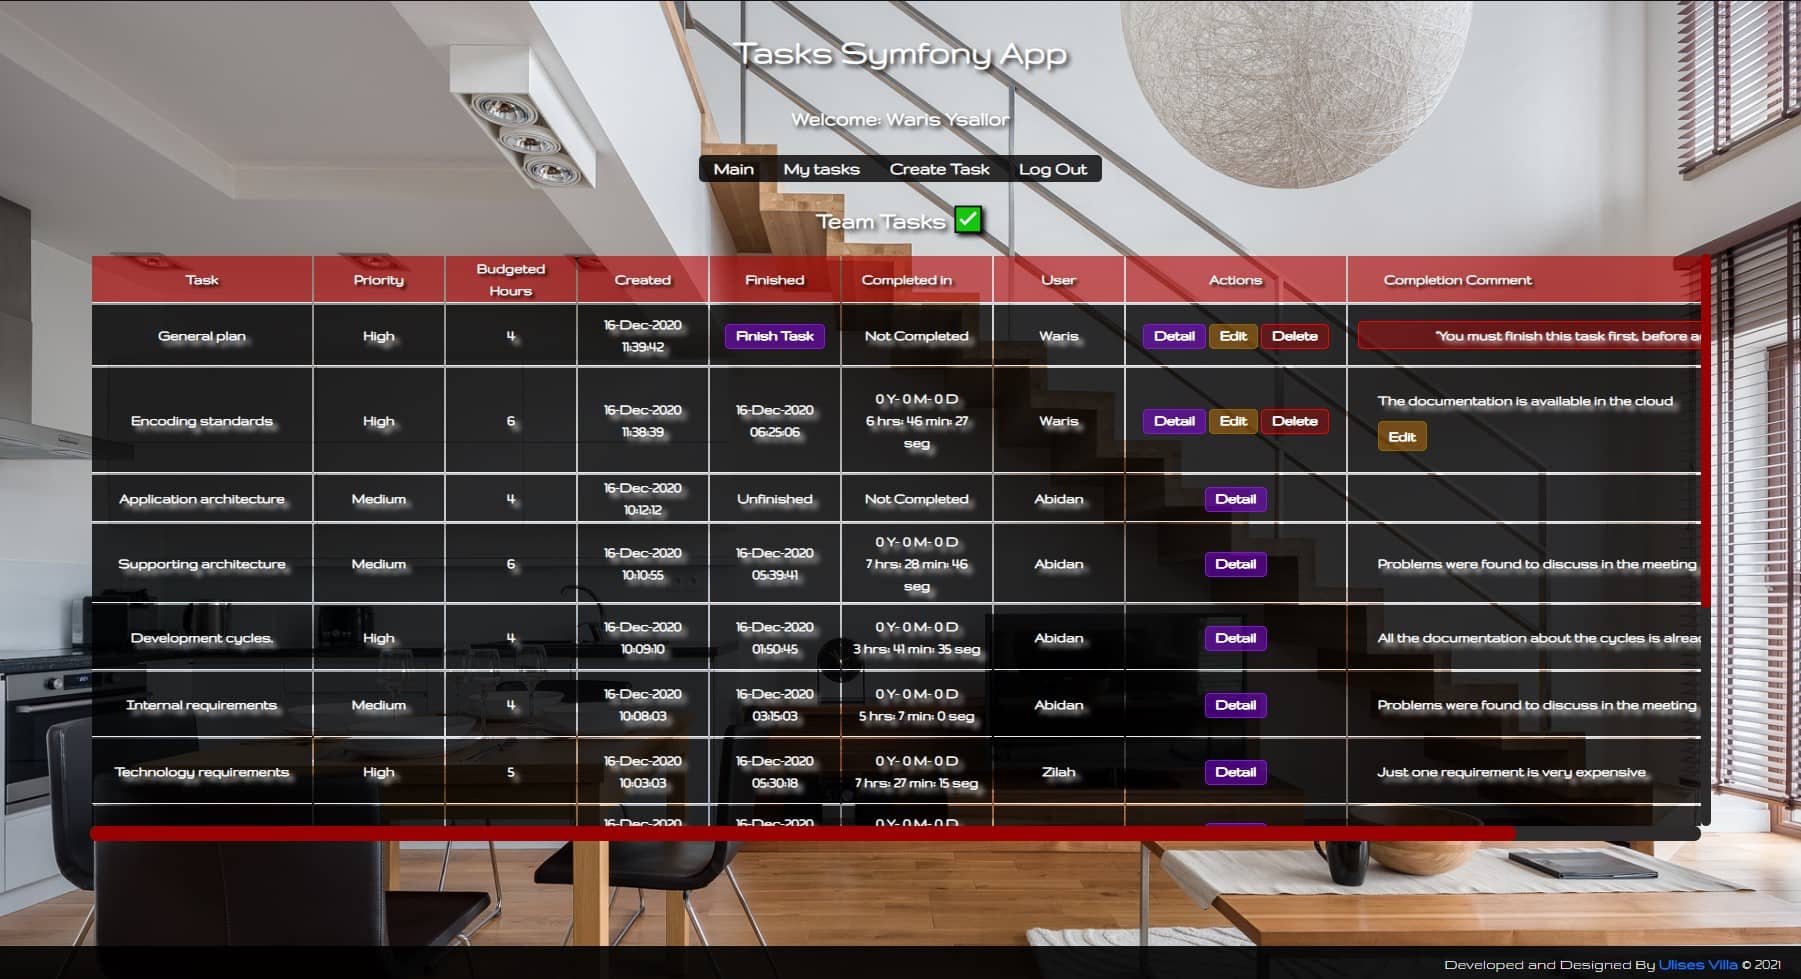 Tasks Symfony App
Welcome: Waris Ysallor
Main My tasks Create Task Log Out
Team Tasks
Task Priority Budgeted Hours Created Finished Completed in User Actions Completion Comment
General plan High 4 16-Dec-2020 11:39:42 Finish Task Not Completed Waris Detail Edit Delete "You must finish this task first, before
Encoding standards High 6 16-Dec-2020 11:38:39 16-Dec-2020 06:25:06 0 Y- 0 M- 0 D 6 hrs: 46 min: 27 seg Waris Detail Edit Delete The documentation is available in the cloud Edit
Application architecture Medium 4 16-Dec-2020 10:12:12 Unfinished Not Completed Abidan Detail
Supporting architecture Medium 6 16-Dec-2020 10:10:55 16-Dec-2020 05:39:41 0 Y- 0 M- 0 D 7 hrs: 28 min: 46 seg Abidan Detail Problems were found to discuss in the meeting
Development cycles. High 4 16-Dec-2020 10:09:10 16-Dec-2020 01:50:45 0 Y- 0 M- 0 D 3 hrs: 41 min: 35 seg Abidan Detail All the documentation about the cycles is
Internal requirements Medium 4 16-Dec-2020 10:08:03 16-Dec-2020 03:15:03 0 Y- 0 M- 0 D 5 hrs: 7 min: 0 seg Abidan Detail Problems were found to discuss in the meeting
Technology requirements High 5 16-Dec-2020 10:03:03 16-Dec-2020 05:30:18 0 Y- 0 M- 0 D 7 hrs: 27 min: 15 seg Zilah Detail Just one requirement is very expensive
16-Dec-2020 16-Dec-2020 0 Y- 0 M- 0 D
Developed and Designed By Ulises Villa © 2021